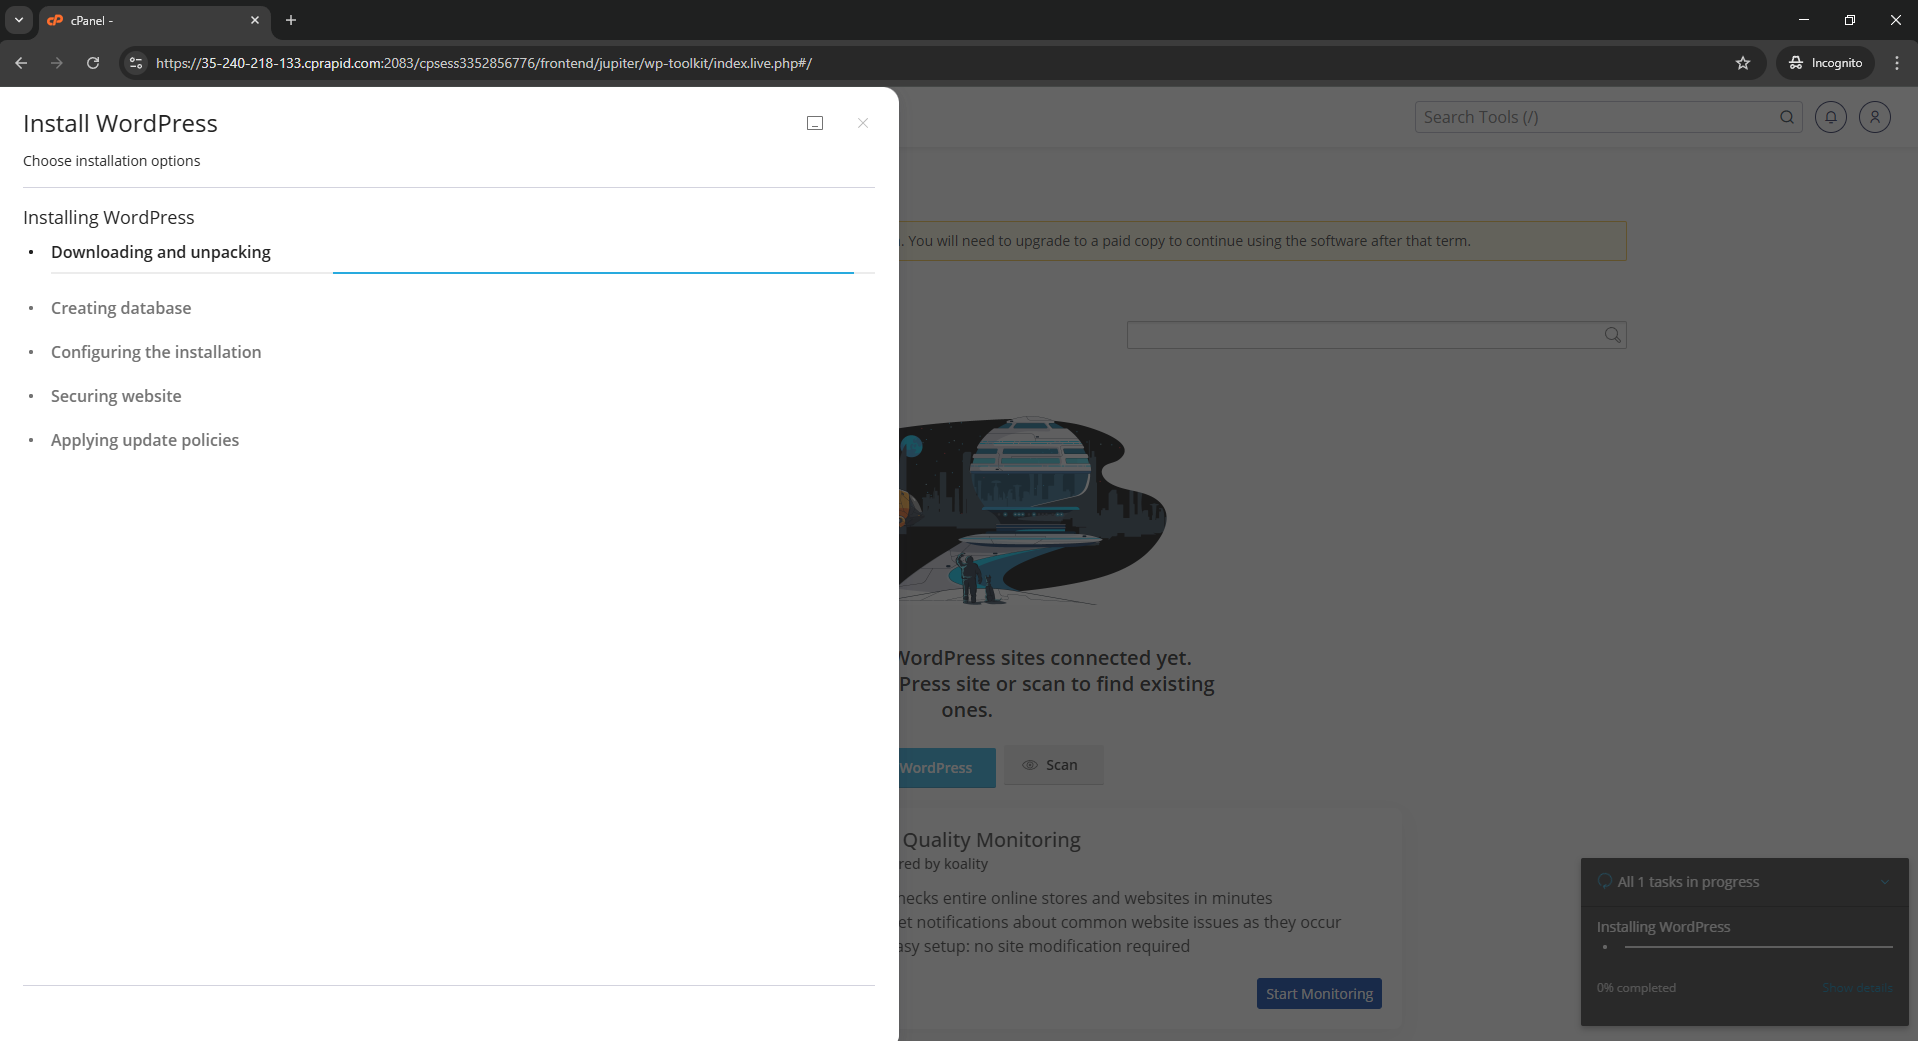 cPanel -
https://35-240-218-133.cprapid.com:2083/cpsess3352856776/frontend/jupiter/wp-toolkit/index.live.php#/
Incognito
Install WordPress
Choose installation options
Installing WordPress
• Downloading and unpacking
• Creating database
• Configuring the installation
• Securing website
• Applying update policies
Search Tools (/)
. You will need to upgrade to a paid copy to continue using the software after that term.
WordPress sites connected yet.
Press site or scan to find existing
ones.
WordPress
Scan
Quality Monitoring
red by koality
hecks entire online stores and websites in minutes
et notifications about common website issues as they occur
asy setup: no site modification required
Start Monitoring
All 1 tasks in progress
Installing WordPress
0% completed
Show details